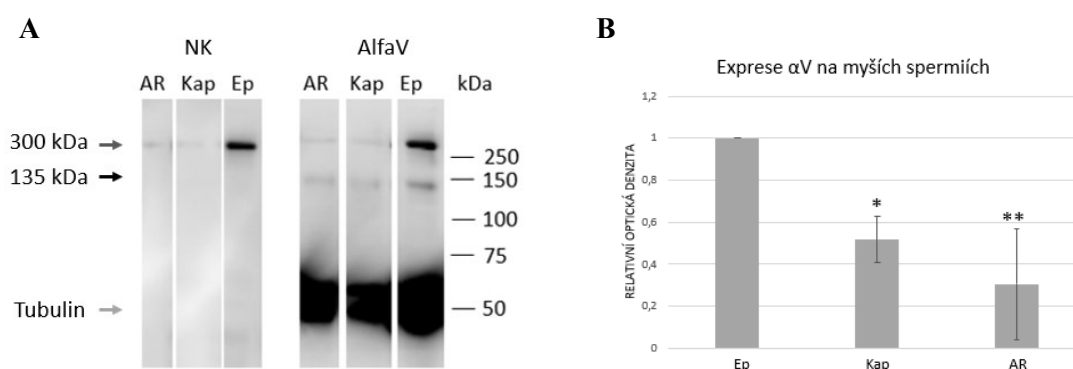 A
NK AlfaV
AR Kap Ep AR Kap Ep kDa
300 kDa
250
135 kDa
150
100
75
Tubulin
50
B
Exprese αV na myších spermiích
RELATIVNÍ OPTICKÁ DENZITA
1,2
1
0,8
0,6
0,4
0,2
0
* **
Ep Kap AR